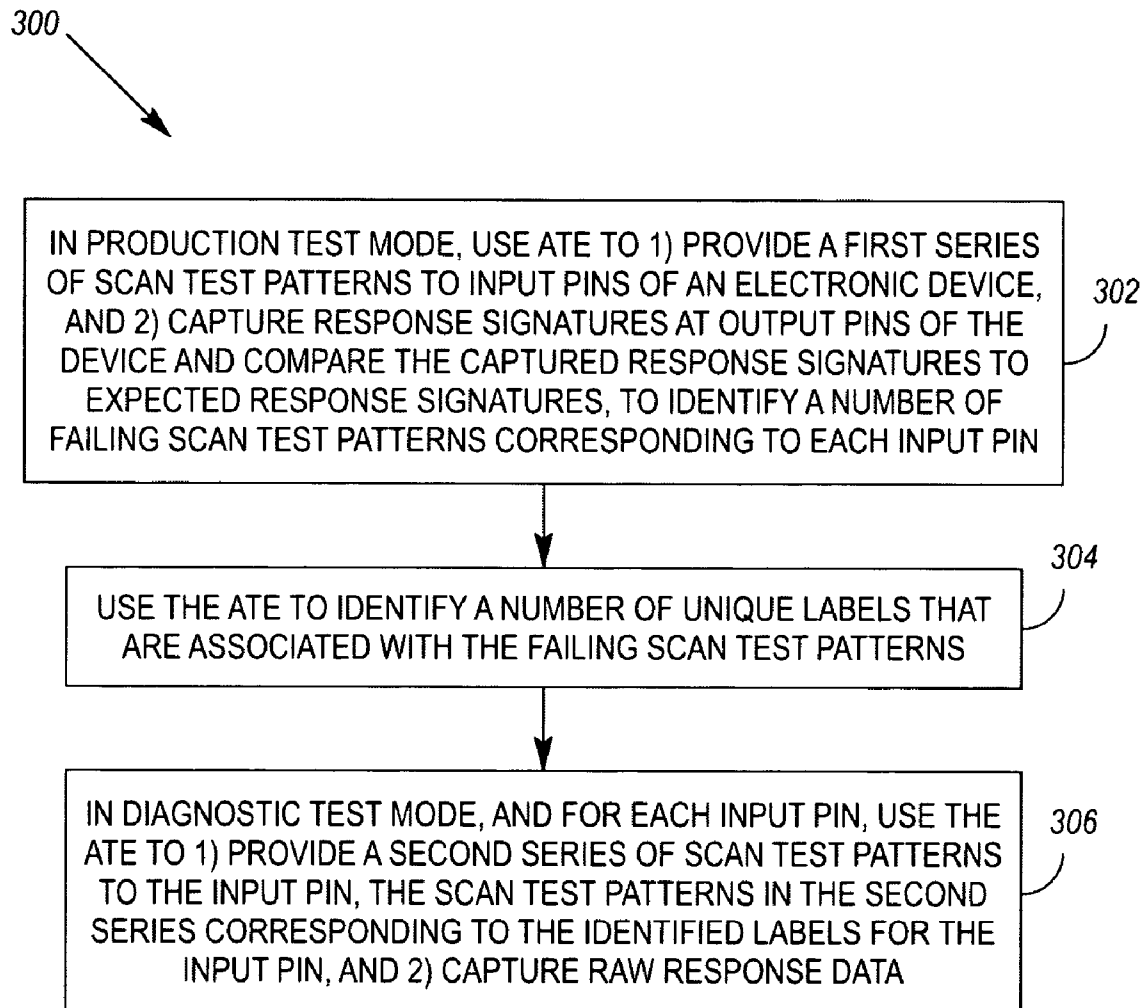 300
IN PRODUCTION TEST MODE, USE ATE TO 1) PROVIDE A FIRST SERIES
OF SCAN TEST PATTERNS TO INPUT PINS OF AN ELECTRONIC DEVICE,
AND 2) CAPTURE RESPONSE SIGNATURES AT OUTPUT PINS OF THE
DEVICE AND COMPARE THE CAPTURED RESPONSE SIGNATURES TO
EXPECTED RESPONSE SIGNATURES, TO IDENTIFY A NUMBER OF
FAILING SCAN TEST PATTERNS CORRESPONDING TO EACH INPUT PIN
302
USE THE ATE TO IDENTIFY A NUMBER OF UNIQUE LABELS THAT
ARE ASSOCIATED WITH THE FAILING SCAN TEST PATTERNS
304
IN DIAGNOSTIC TEST MODE, AND FOR EACH INPUT PIN, USE THE
ATE TO 1) PROVIDE A SECOND SERIES OF SCAN TEST PATTERNS
TO THE INPUT PIN, THE SCAN TEST PATTERNS IN THE SECOND
SERIES CORRESPONDING TO THE IDENTIFIED LABELS FOR THE
INPUT PIN, AND 2) CAPTURE RAW RESPONSE DATA
306